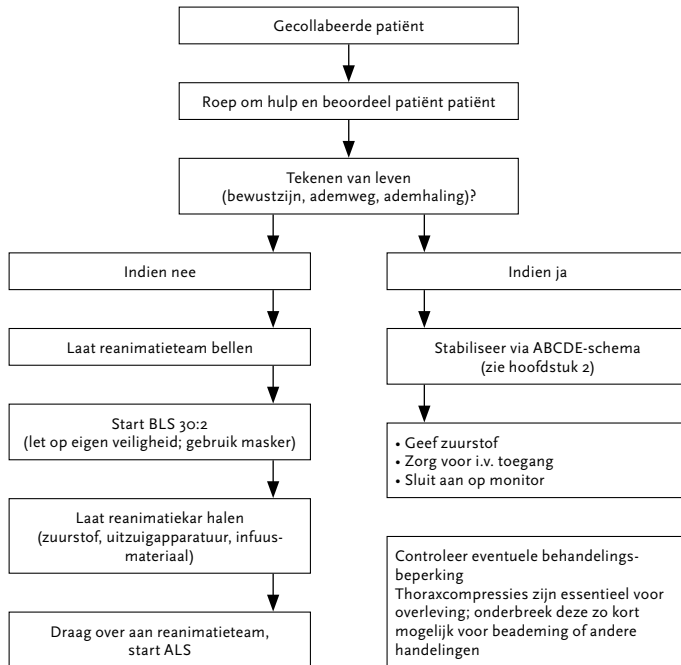 Gecollabeerde patiënt
Roep om hulp en beoordeel patiënt patiënt
Tekenen van leven
(bewustzijn, ademweg, ademhaling)?
Indien nee
Laat reanimatieteam bellen
Start BLS 30:2
(let op eigen veiligheid; gebruik masker)
Laat reanimatiekar halen
(zuurstof, uitzuigapparatuur, infuus-
materiaal)
Draag over aan reanimatieteam,
start ALS
Indien ja
Stabiliseer via ABCDE-schema
(zie hoofdstuk 2)
• Geef zuurstof
• Zorg voor i.v. toegang
• Sluit aan op monitor
Controleer eventuele behandelings-
beperking
Thoraxcompressies zijn essentieel voor
overleving; onderbreek deze zo kort
mogelijk voor beademing of andere
handelingen